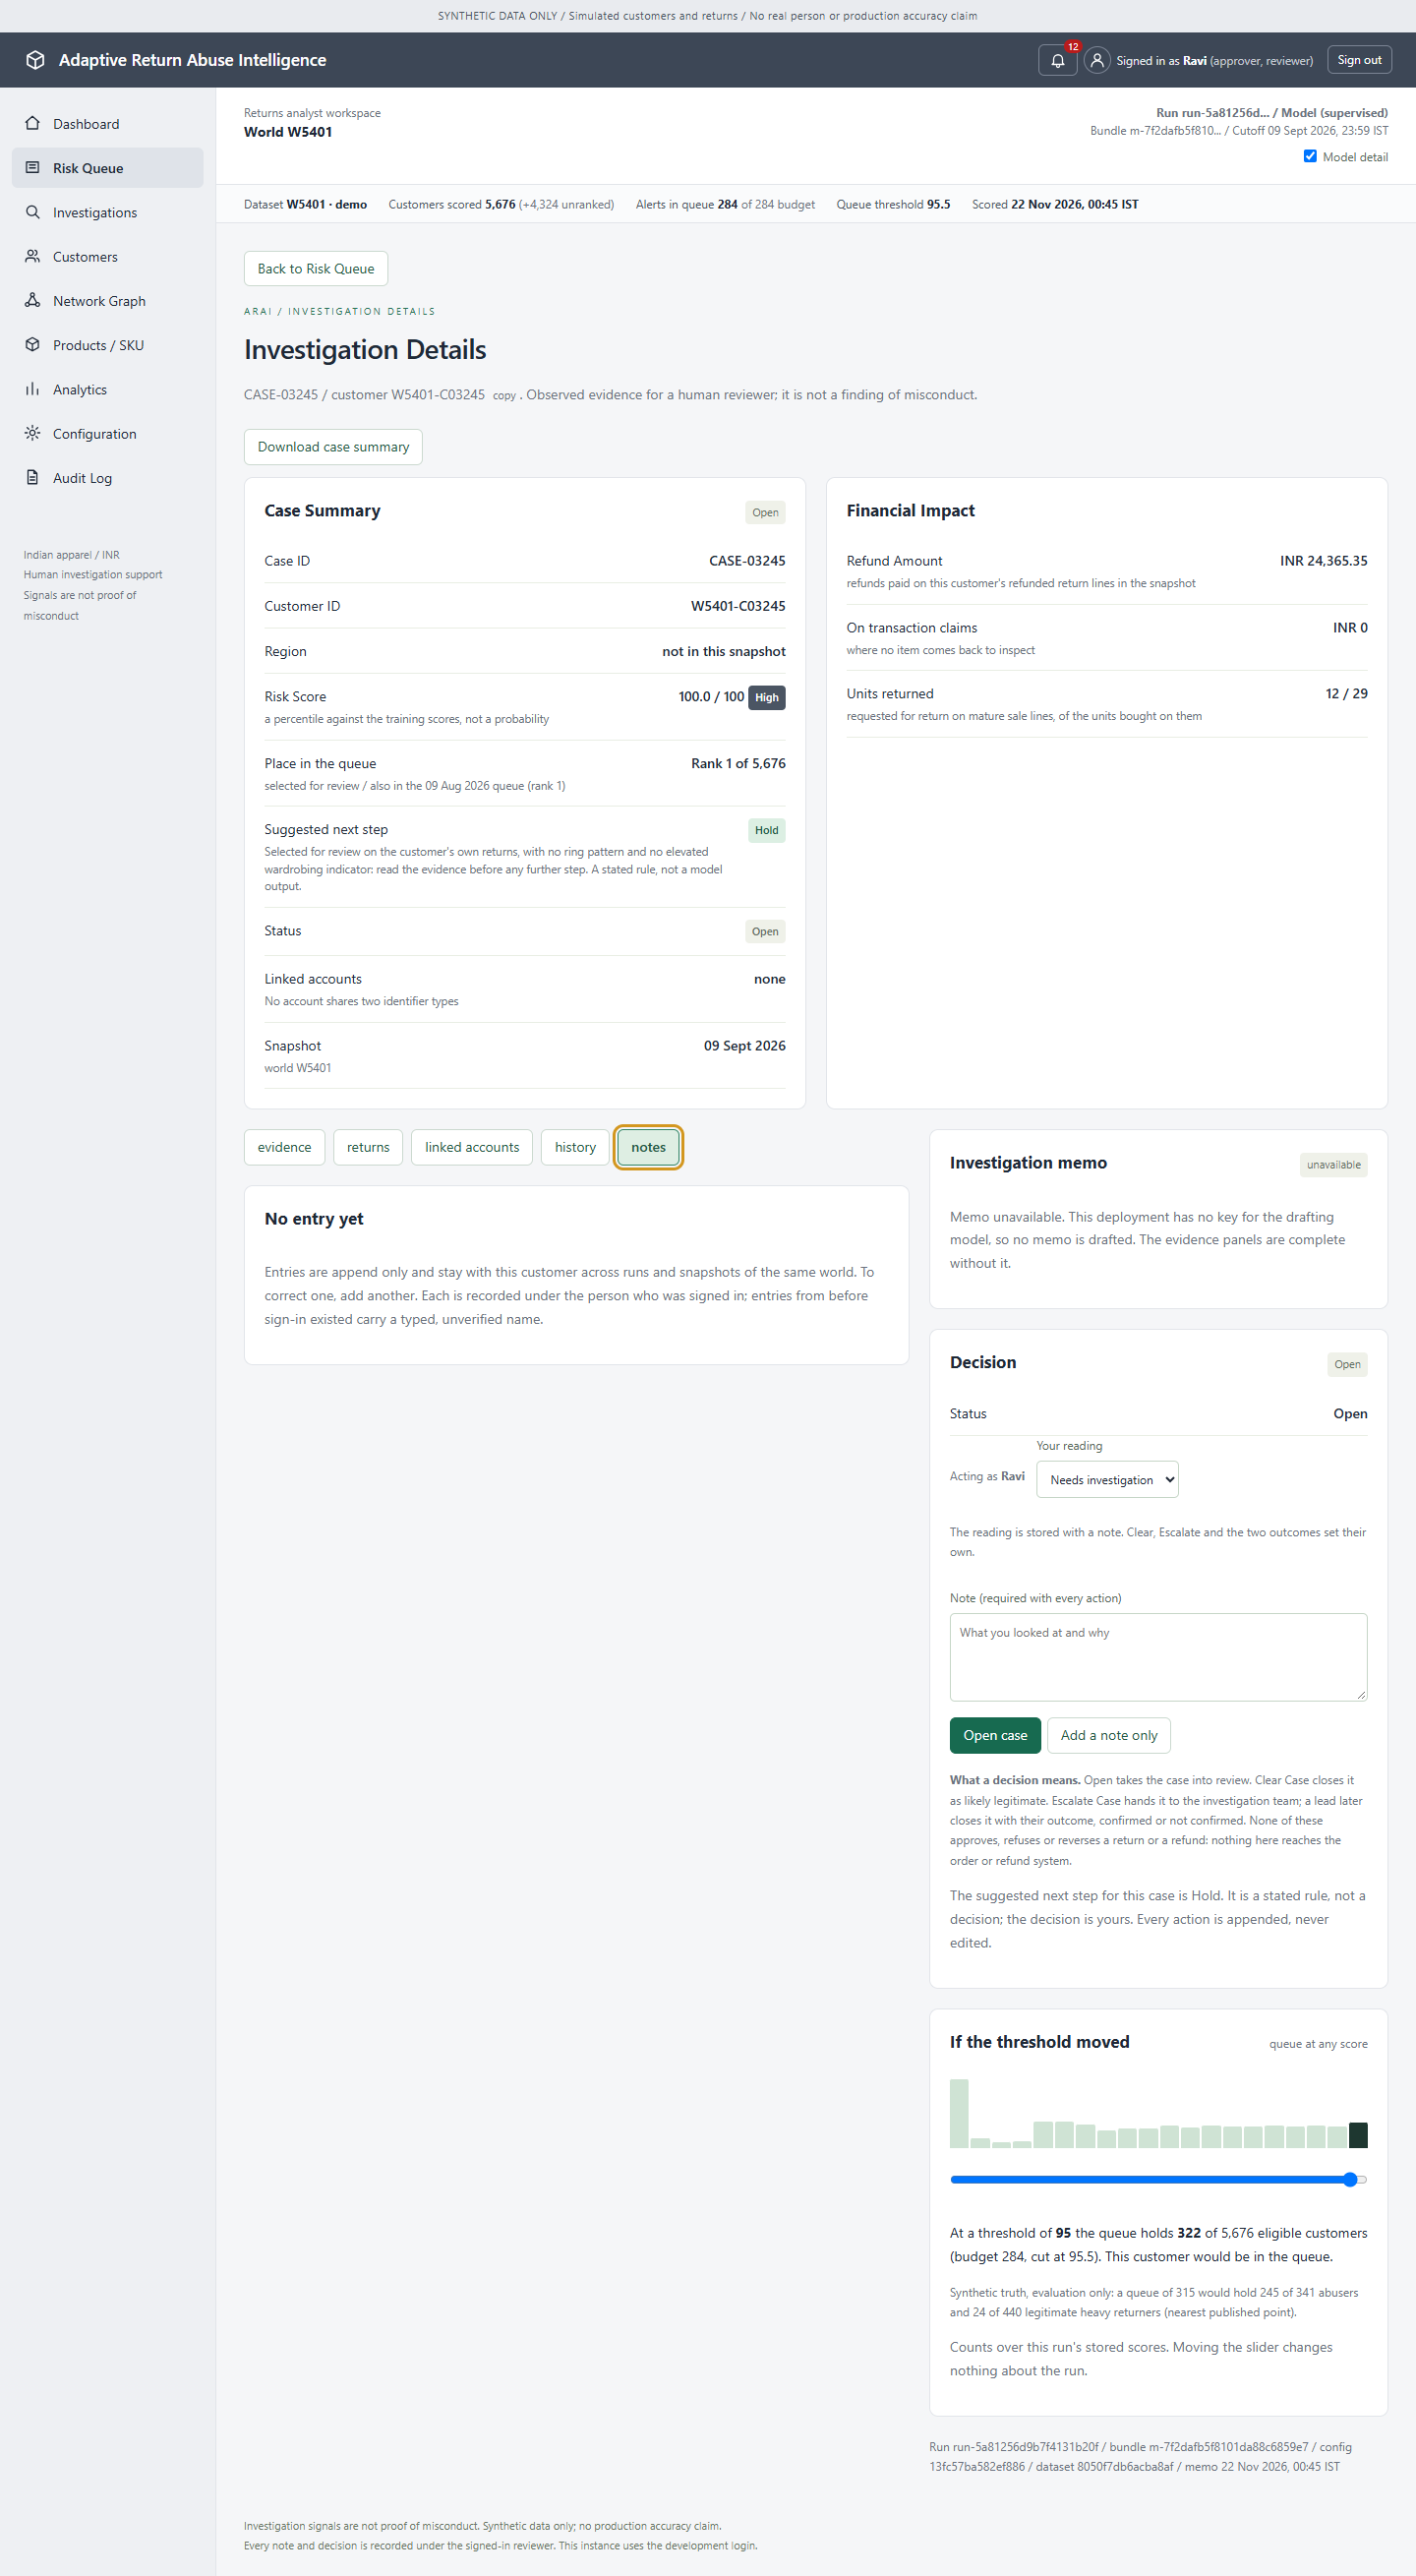 SYNTHETIC DATA ONLY / Simulated customers and returns / No real person or production accuracy claim
Adaptive Return Abuse Intelligence
12
Signed in as Ravi (approver, reviewer)
Sign out
Dashboard
Risk Queue
Investigations
Customers
Network Graph
Products / SKU
Analytics
Configuration
Audit Log
Indian apparel / INR
Human investigation support
Signals are not proof of
misconduct
Returns analyst workspace
World W5401
Run run-5a81256d... / Model (supervised)
Bundle m-7f2dafb5f810... / Cutoff 09 Sept 2026, 23:59 IST
Model detail
Dataset W5401 · demo
Customers scored 5,676 (+4,324 unranked)
Alerts in queue 284 of 284 budget
Queue threshold 95.5
Scored 22 Nov 2026, 00:45 IST
Back to Risk Queue
ARAI / INVESTIGATION DETAILS
Investigation Details
CASE-03245 / customer W5401-C03245 copy . Observed evidence for a human reviewer; it is not a finding of misconduct.
Download case summary
Case Summary
Open
Case ID
CASE-03245
Customer ID
W5401-C03245
Region
not in this snapshot
Risk Score
100.0 / 100 High
a percentile against the training scores, not a probability
Place in the queue
Rank 1 of 5,676
selected for review / also in the 09 Aug 2026 queue (rank 1)
Suggested next step
Hold
Selected for review on the customer's own returns, with no ring pattern and no elevated
wardrobing indicator: read the evidence before any further step. A stated rule, not a model
output.
Status
Open
Linked accounts
none
No account shares two identifier types
Snapshot
09 Sept 2026
world W5401
Financial Impact
Refund Amount
INR 24,365.35
refunds paid on this customer's refunded return lines in the snapshot
On transaction claims
INR 0
where no item comes back to inspect
Units returned
12 / 29
requested for return on mature sale lines, of the units bought on them
evidence
returns
linked accounts
history
notes
No entry yet
Entries are append only and stay with this customer across runs and snapshots of the same world. To
correct one, add another. Each is recorded under the person who was signed in; entries from before
sign-in existed carry a typed, unverified name.
Investigation memo
unavailable
Memo unavailable. This deployment has no key for the drafting
model, so no memo is drafted. The evidence panels are complete
without it.
Decision
Open
Status
Open
Your reading
Acting as Ravi
Needs investigation
The reading is stored with a note. Clear, Escalate and the two outcomes set their
own.
Note (required with every action)
What you looked at and why
Open case
Add a note only
What a decision means. Open takes the case into review. Clear Case closes it
as likely legitimate. Escalate Case hands it to the investigation team; a lead later
closes it with their outcome, confirmed or not confirmed. None of these
approves, refuses or reverses a return or a refund: nothing here reaches the
order or refund system.
The suggested next step for this case is Hold. It is a stated rule, not a
decision; the decision is yours. Every action is appended, never
edited.
If the threshold moved
queue at any score
At a threshold of 95 the queue holds 322 of 5,676 eligible customers
(budget 284, cut at 95.5). This customer would be in the queue.
Synthetic truth, evaluation only: a queue of 315 would hold 245 of 341 abusers
and 24 of 440 legitimate heavy returners (nearest published point).
Counts over this run's stored scores. Moving the slider changes
nothing about the run.
Run run-5a81256d9b7f4131b20f / bundle m-7f2dafb5f8101da88c6859e7 / config
13fc57ba582ef886 / dataset 8050f7db6acba8af / memo 22 Nov 2026, 00:45 IST
Investigation signals are not proof of misconduct. Synthetic data only; no production accuracy claim.
Every note and decision is recorded under the signed-in reviewer. This instance uses the development login.